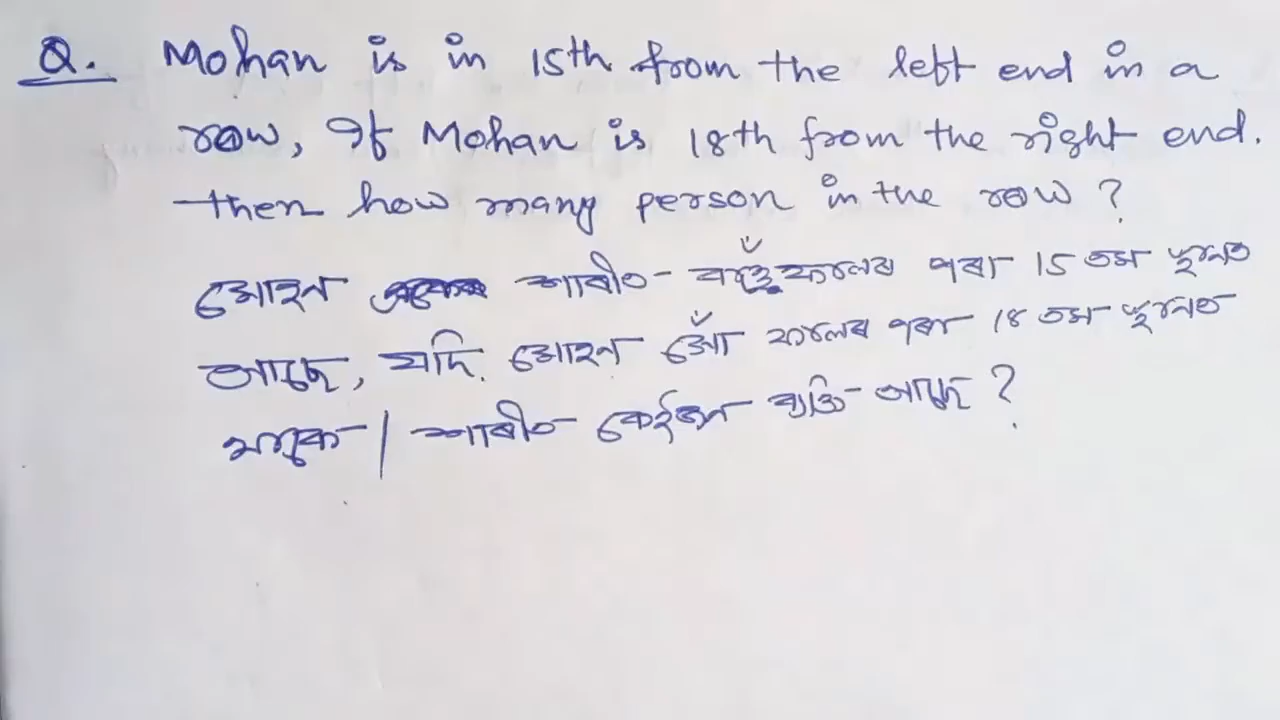 Q. Mohan is in 15th from the left end in a
row, If Mohan is 18th from the right end.
then how many person in the row ?
মোহন শাৰীত বাওঁফালৰ পৰা 15 তম স্থানত
আছে, যদি মোহন সোঁ ফালৰ পৰা 18 তম স্থানত
থাকে | শাৰীত কেইজন ব্যক্তি আছে ?